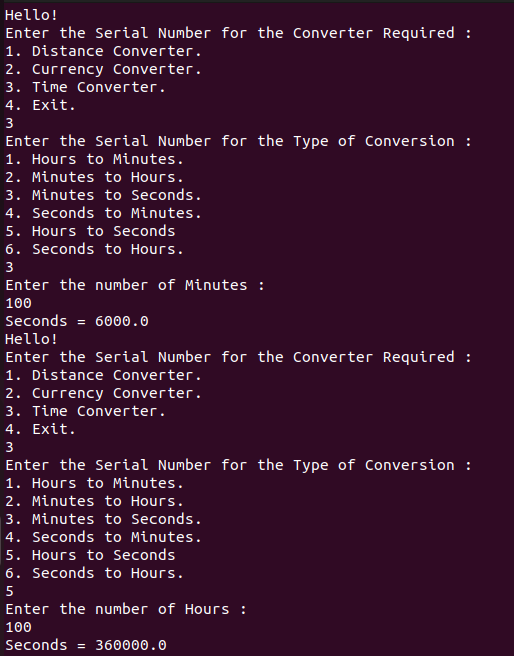 Hello!
Enter the Serial Number for the Converter Required :
1. Distance Converter.
2. Currency Converter.
3. Time Converter.
4. Exit.
3
Enter the Serial Number for the Type of Conversion :
1. Hours to Minutes.
2. Minutes to Hours.
3. Minutes to Seconds.
4. Seconds to Minutes.
5. Hours to Seconds
6. Seconds to Hours.
3
Enter the number of Minutes :
100
Seconds = 6000.0
Hello!
Enter the Serial Number for the Converter Required :
1. Distance Converter.
2. Currency Converter.
3. Time Converter.
4. Exit.
3
Enter the Serial Number for the Type of Conversion :
1. Hours to Minutes.
2. Minutes to Hours.
3. Minutes to Seconds.
4. Seconds to Minutes.
5. Hours to Seconds
6. Seconds to Hours.
5
Enter the number of Hours :
100
Seconds = 360000.0